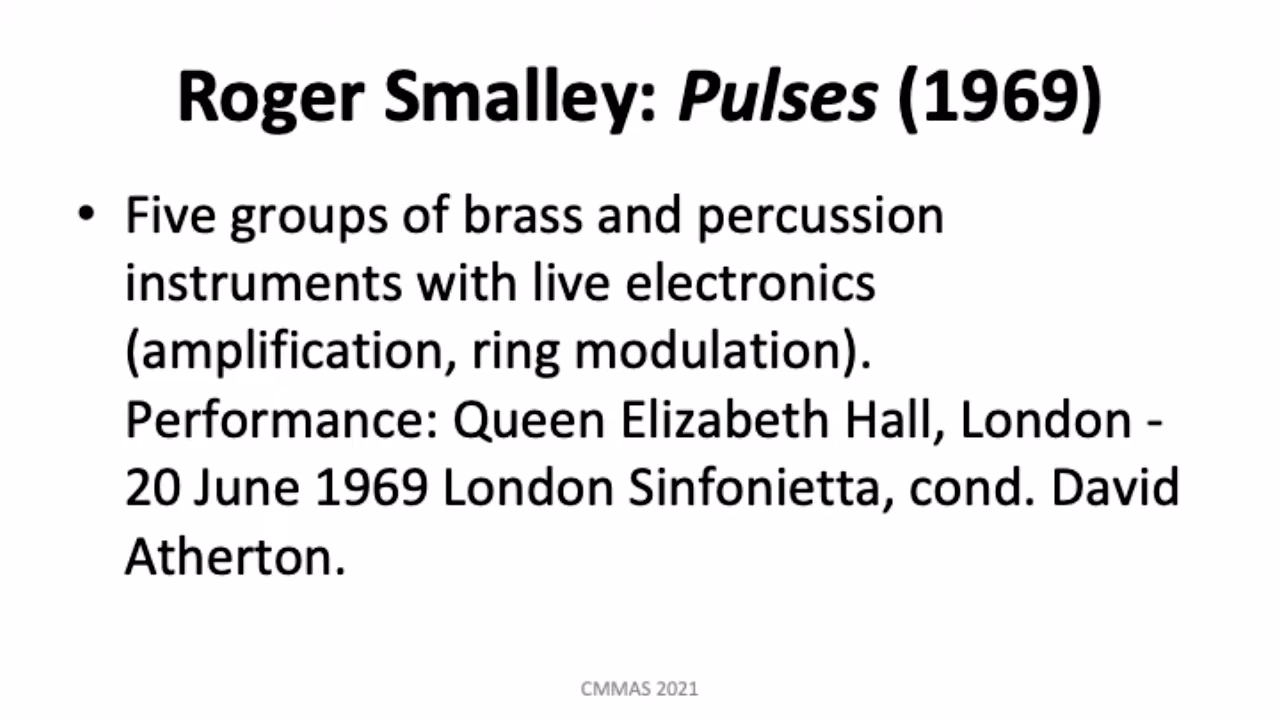 Roger Smalley: Pulses (1969)
• Five groups of brass and percussion
instruments with live electronics
(amplification, ring modulation).
Performance: Queen Elizabeth Hall, London -
20 June 1969 London Sinfonietta, cond. David
Atherton.
CMMAS 2021